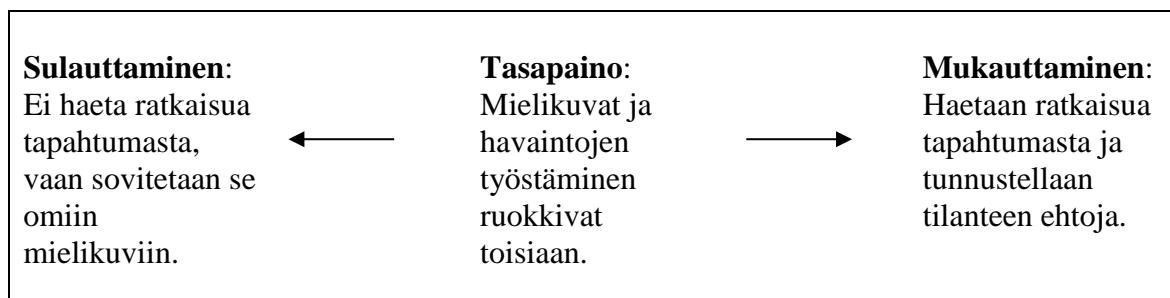 Sulauttaminen:
Ei haeta ratkaisua
tapahtumasta,
vaan sovitetaan se
omiin
mielikuviin.
Tasapaino:
Mielikuvat ja
havaintojen
työstäminen
ruokkivat
toisiaan.
Mukauttaminen:
Haetaan ratkaisua
tapahtumasta ja
tunnustellaan
tilanteen ehtoja.